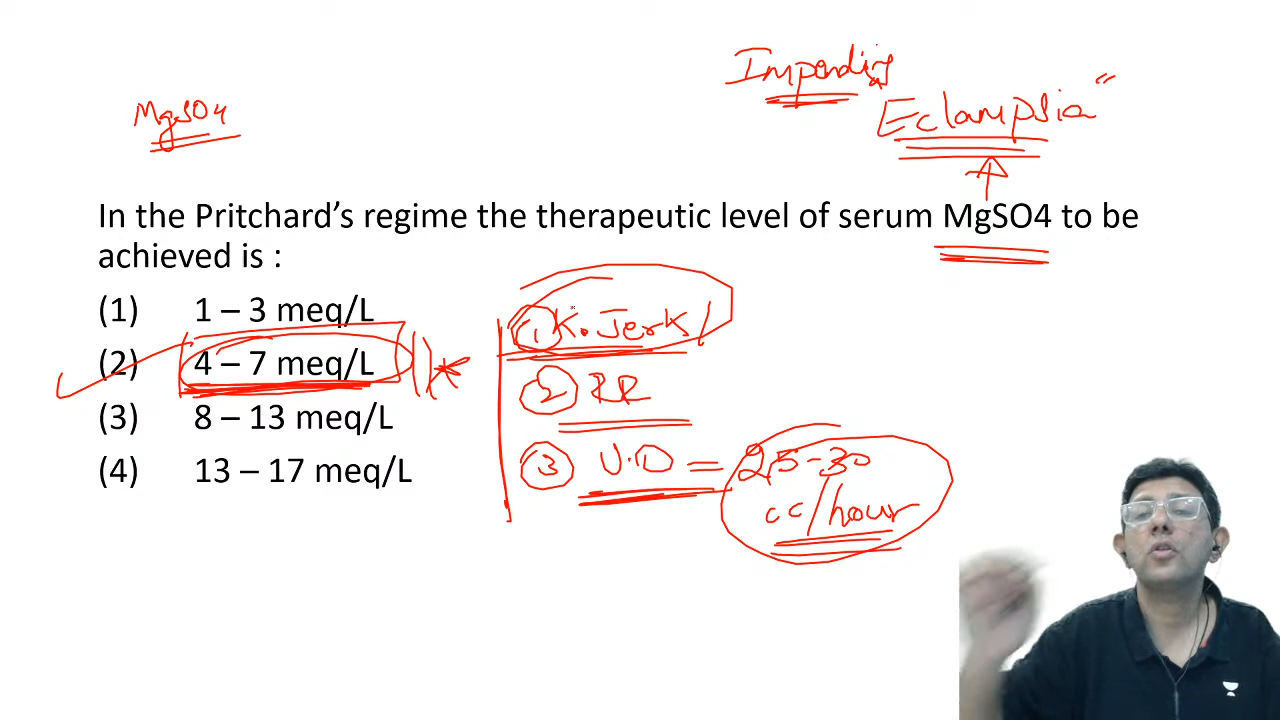 Impending
"Eclampsia"
MgSO4
In the Pritchard's regime the therapeutic level of serum MgSO4 to be
achieved is :
(1) 1 – 3 meq/L
(2) 4 – 7 meq/L
(3) 8 – 13 meq/L
(4) 13 – 17 meq/L
1. K. Jerk
2 RR
3 U.O = 25-30
cc/hour